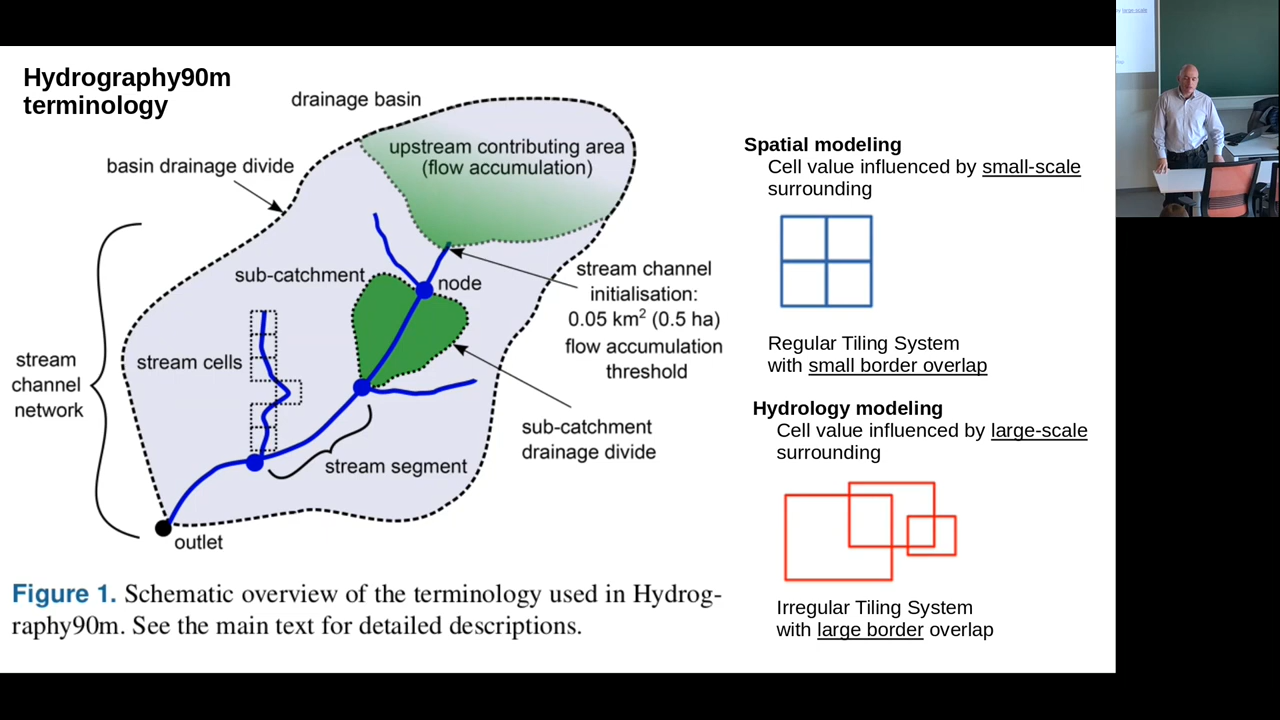 Hydrography90m
terminology
drainage basin
upstream contributing area
(flow accumulation)
basin drainage divide
sub-catchment
node
stream channel
initialisation:
0.05 km² (0.5 ha)
flow accumulation
threshold
stream cells
stream
channel
network
sub-catchment
drainage divide
stream segment
outlet
Figure 1. Schematic overview of the terminology used in Hydrog-
raphy90m. See the main text for detailed descriptions.
Spatial modeling
Cell value influenced by small-scale
surrounding
Regular Tiling System
with small border overlap
Hydrology modeling
Cell value influenced by large-scale
surrounding
Irregular Tiling System
with large border overlap
large-scale